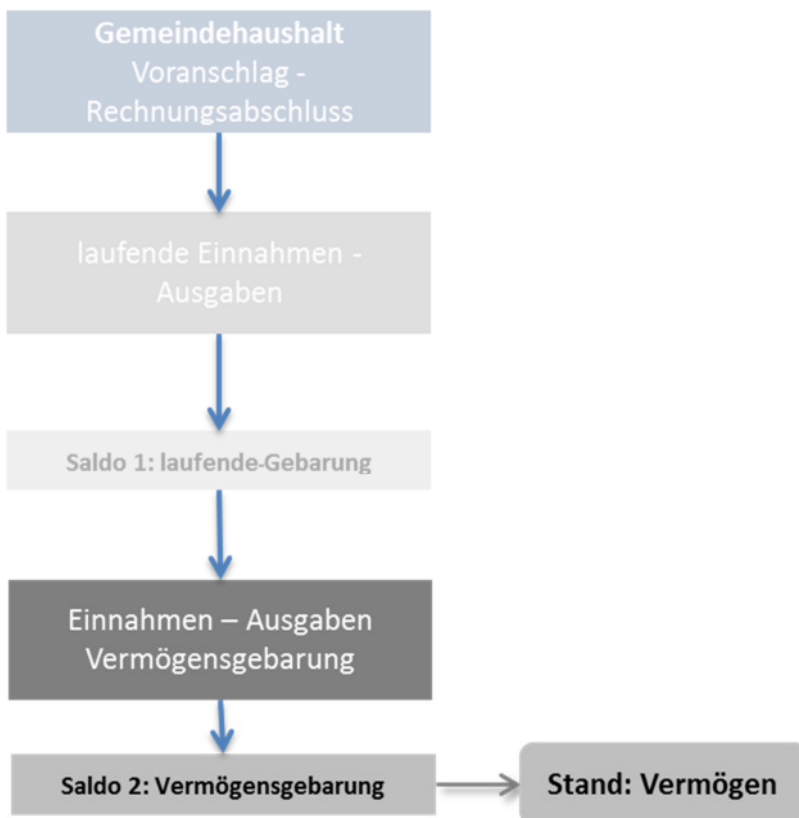 Gemeindehaushalt
Voranschlag -
Rechnungsabschluss
laufende Einnahmen -
Ausgaben
Saldo 1: laufende-Gebarung
Einnahmen – Ausgaben
Vermögensgebarung
Saldo 2: Vermögensgebarung
Stand: Vermögen